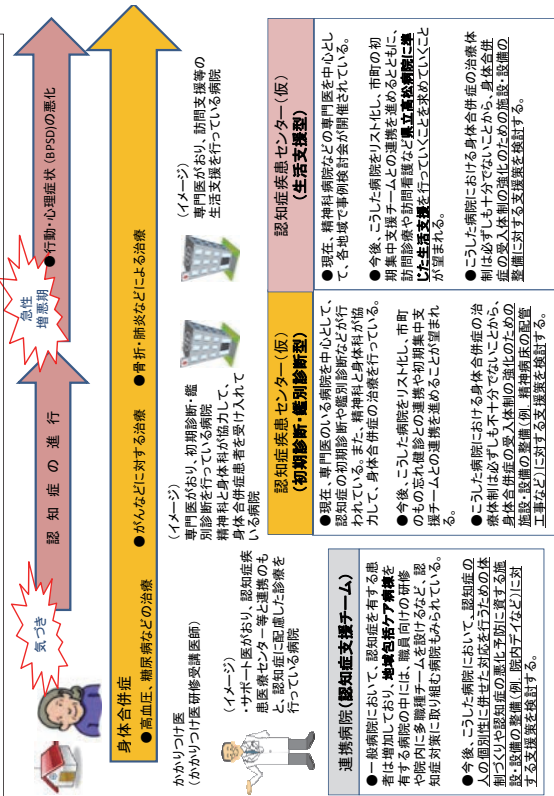 気づき
認知症の進行
急性
増悪期
●行動・心理症状(BPSD)の悪化
身体合併症
●高血圧、糖尿病などの治療
●がんなどに対する治療
●骨折・肺炎などによる治療
かかりつけ医
(かかりつけ医研修受講医師)
(イメージ)
・サポート医がおり、認知症疾
患医療センター等と連携のも
と、認知症に配慮した診療を
行っている病院
(イメージ)
専門医がおり、初期診断・鑑
別診断を行っている病院
精神科と身体科が協力して、
身体合併症患者を受け入れて
いる病院
(イメージ)
専門医がおり、訪問支援等の
生活支援を行っている病院
連携病院(認知症支援チーム)
●一般病院において、認知症を有する患
者は増加しており、地域包括ケア病棟を
有する病院の中には、職員向けの研修
や院内に多職種チームを設けるなど、認
知症対策に取り組む病院もみられている。
●今後、こうした病院において、認知症の
人の個別性に併せた対応を行うための体
制づくりや認知症の悪化予防に資する施
設・設備の整備(例．院内デイなど)に対
する支援策を検討する。
認知症疾患センター(仮)
(初期診断・鑑別診断型)
●現在、専門医のいる病院を中心として、
認知症の初期診断や鑑別診断などが行
われている。また、精神科と身体科が協
力して、身体合併症の治療を行っている。
●今後、こうした病院をリスト化し、市町
のもの忘れ健診との連携や初期集中支
援チームとの連携を進めることが望まれ
る。
●こうした病院における身体合併症の治
療体制は必ずしも不十分でないことから、
身体合併症の受入体制の強化のための
施設・設備の整備(例．精神病床の配管
工事など)に対する支援策を検討する。
認知症疾患センター(仮)
(生活支援型)
●現在、精神科病院などの専門医を中心とし
て、各地域で事例検討会が開催されている。
●今後、こうした病院をリスト化し、市町の初
期集中支援チームとの連携を進めるとともに、
訪問診療や訪問看護など県立高松病院に準
じた生活支援を行っていくことを求めていくこと
が望まれる。
●こうした病院における身体合併症の治療体
制は必ずしも十分でないことから、身体合併
症の受入体制の強化のための施設・設備の
整備に対する支援策を検討する。